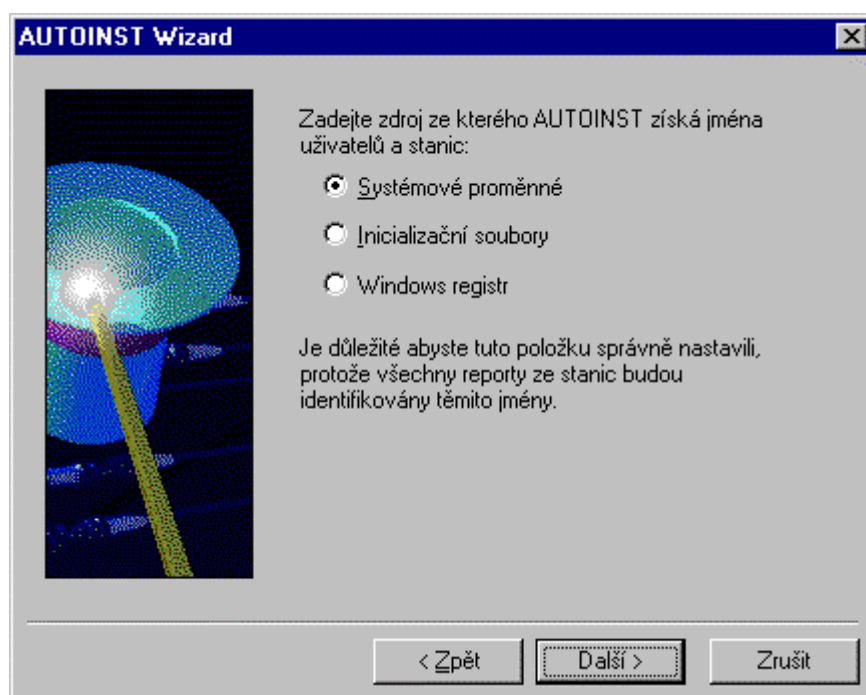 AUTOINST Wizard
Zadejte zdroj ze kterého AUTOINST získá jména
uživatelů a stanic:
Systémové proměnné
Inicializační soubory
Windows registr
Je důležité abyste tuto položku správně nastavili,
protože všechny reporty ze stanic budou
identifikovány těmito jmény.
< Zpět
Další >
Zrušit